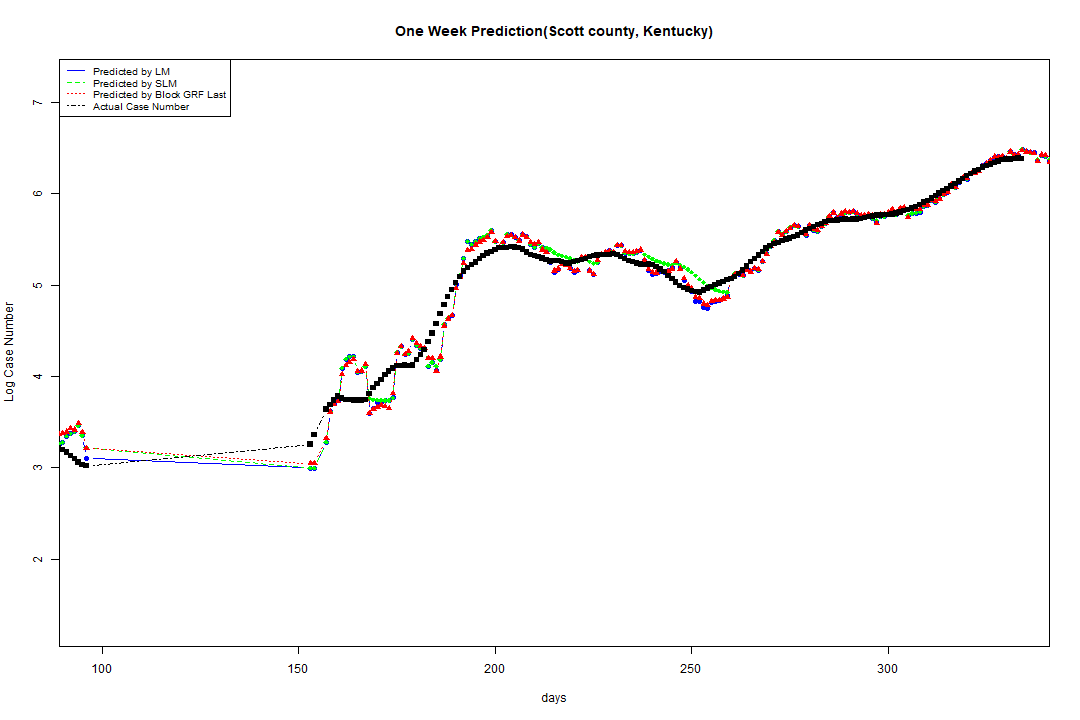 One Week Prediction(Scott county, Kentucky)
Predicted by LM
Predicted by SLM
Predicted by Block GRF Last
Actual Case Number
7
6
5
4
3
2
Log Case Number
100 150 200 250 300
days